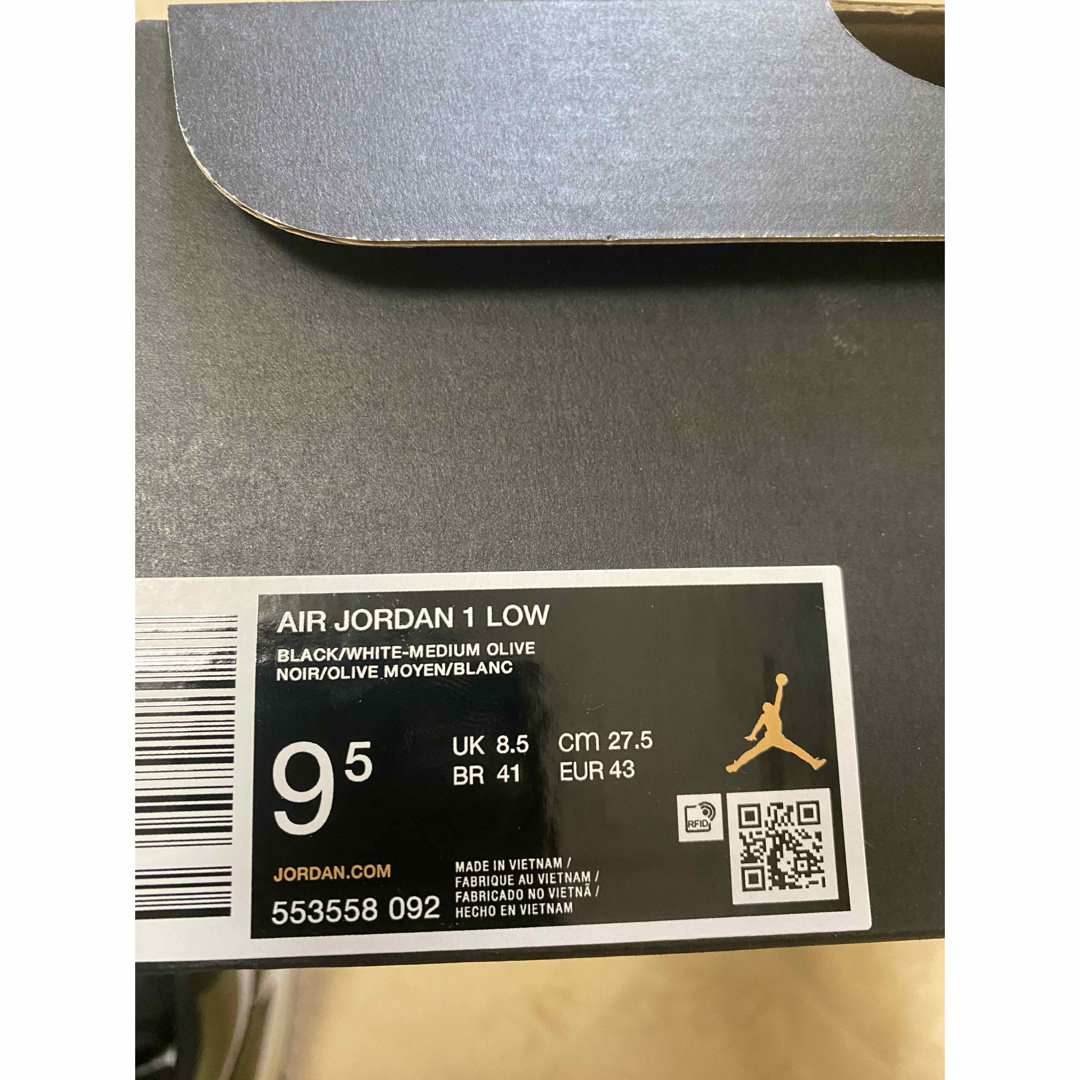 AIR JORDAN 1 LOW
BLACK/WHITE-MEDIUM OLIVE
NOIR/OLIVE MOYEN/BLANC
9 5
UK 8.5 cm 27.5
BR 41 EUR 43
RFID
JORDAN.COM
553558 092
MADE IN VIETNAM /
FABRIQUE AU VIETNAM /
FABRICADO NO VIETNÃ /
HECHO EN VIETNAM